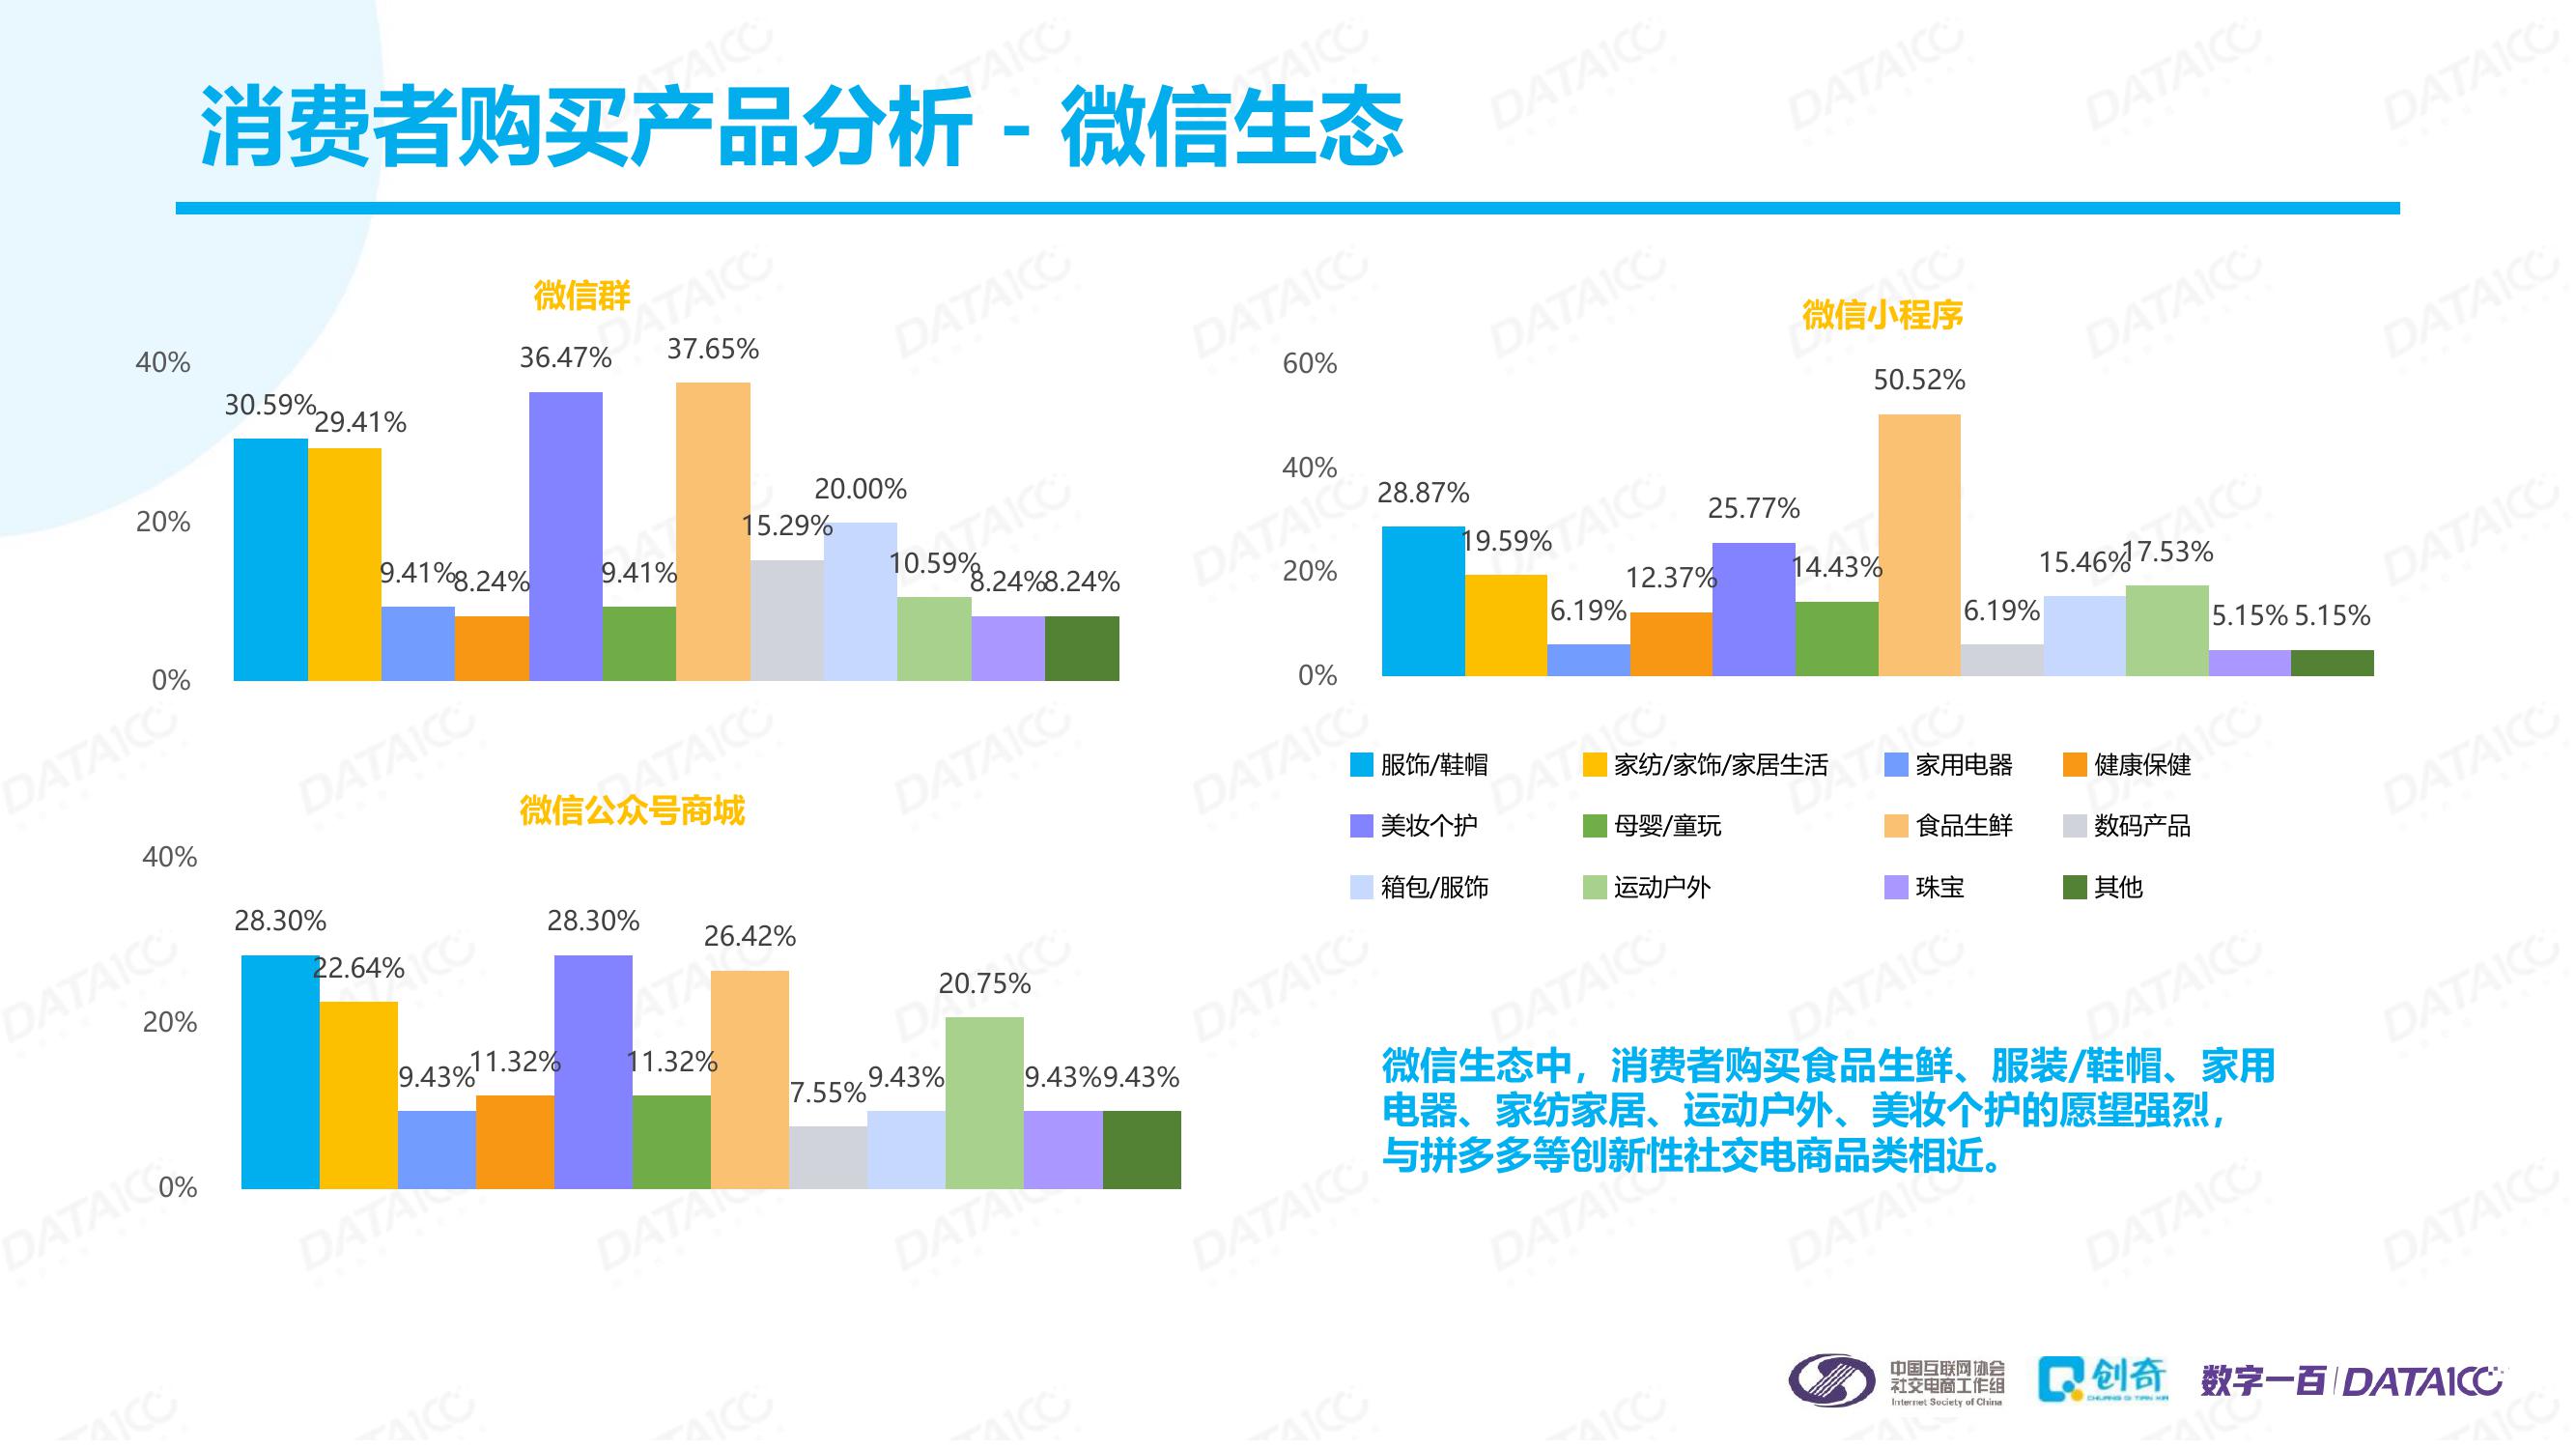 消费者购买产品分析 - 微信生态
微信群
40%
20%
0%
30.59%
29.41%
9.41%
8.24%
36.47%
9.41%
37.65%
15.29%
20.00%
10.59%
8.24%
8.24%
微信小程序
60%
40%
20%
0%
28.87%
19.59%
6.19%
12.37%
25.77%
14.43%
50.52%
6.19%
15.46%
17.53%
5.15%
5.15%
服饰/鞋帽
家纺/家饰/家居生活
家用电器
健康保健
美妆个护
母婴/童玩
食品生鲜
数码产品
箱包/服饰
运动户外
珠宝
其他
微信公众号商城
40%
20%
0%
28.30%
22.64%
9.43%
11.32%
28.30%
11.32%
26.42%
7.55%
9.43%
20.75%
9.43%
9.43%
微信生态中，消费者购买食品生鲜、服装/鞋帽、家用
电器、家纺家居、运动户外、美妆个护的愿望强烈，
与拼多多等创新性社交电商品类相近。
中国互联网协会
社交电商工作组
Internet Society of China
创奇
CHUANG QI TIAN XIA
数字一百 | DATA1CC